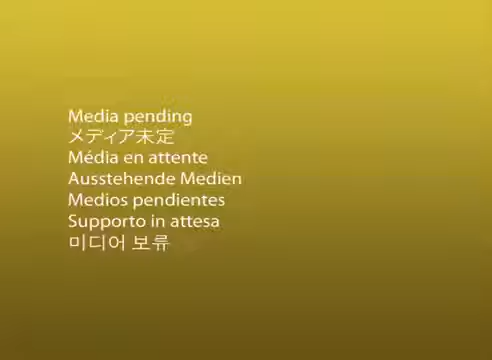 Media pending
メディア未定
Média en attente
Ausstehende Medien
Medios pendientes
Supporto in attesa
미디어 보류